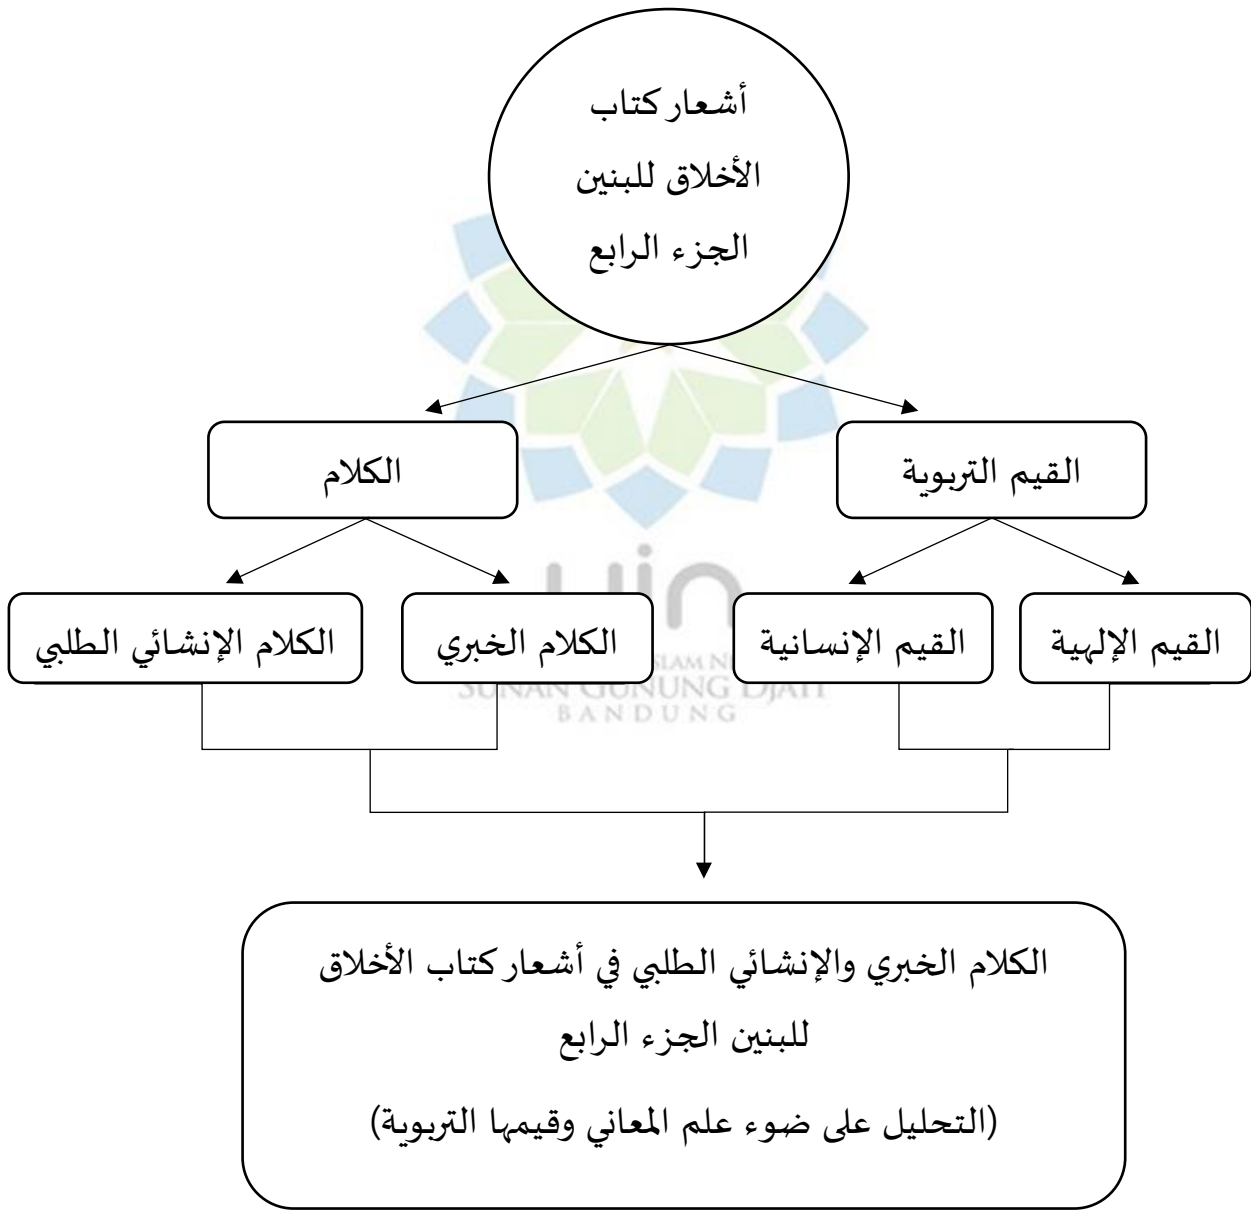 أشعار كتاب
الأخلاق للبنين
الجزء الرابع
القيم التربوية
الكلام
القيم الإلهية
القيم الإنسانية
الكلام الخبري
الكلام الإنشائي الطلبي
SUNAN GUNUNG DJATI
BANDUNG
الكلام الخبري والإنشائي الطلبي في أشعار كتاب الأخلاق
للبنين الجزء الرابع
(التحليل على ضوء علم المعاني وقيمها التربوية)